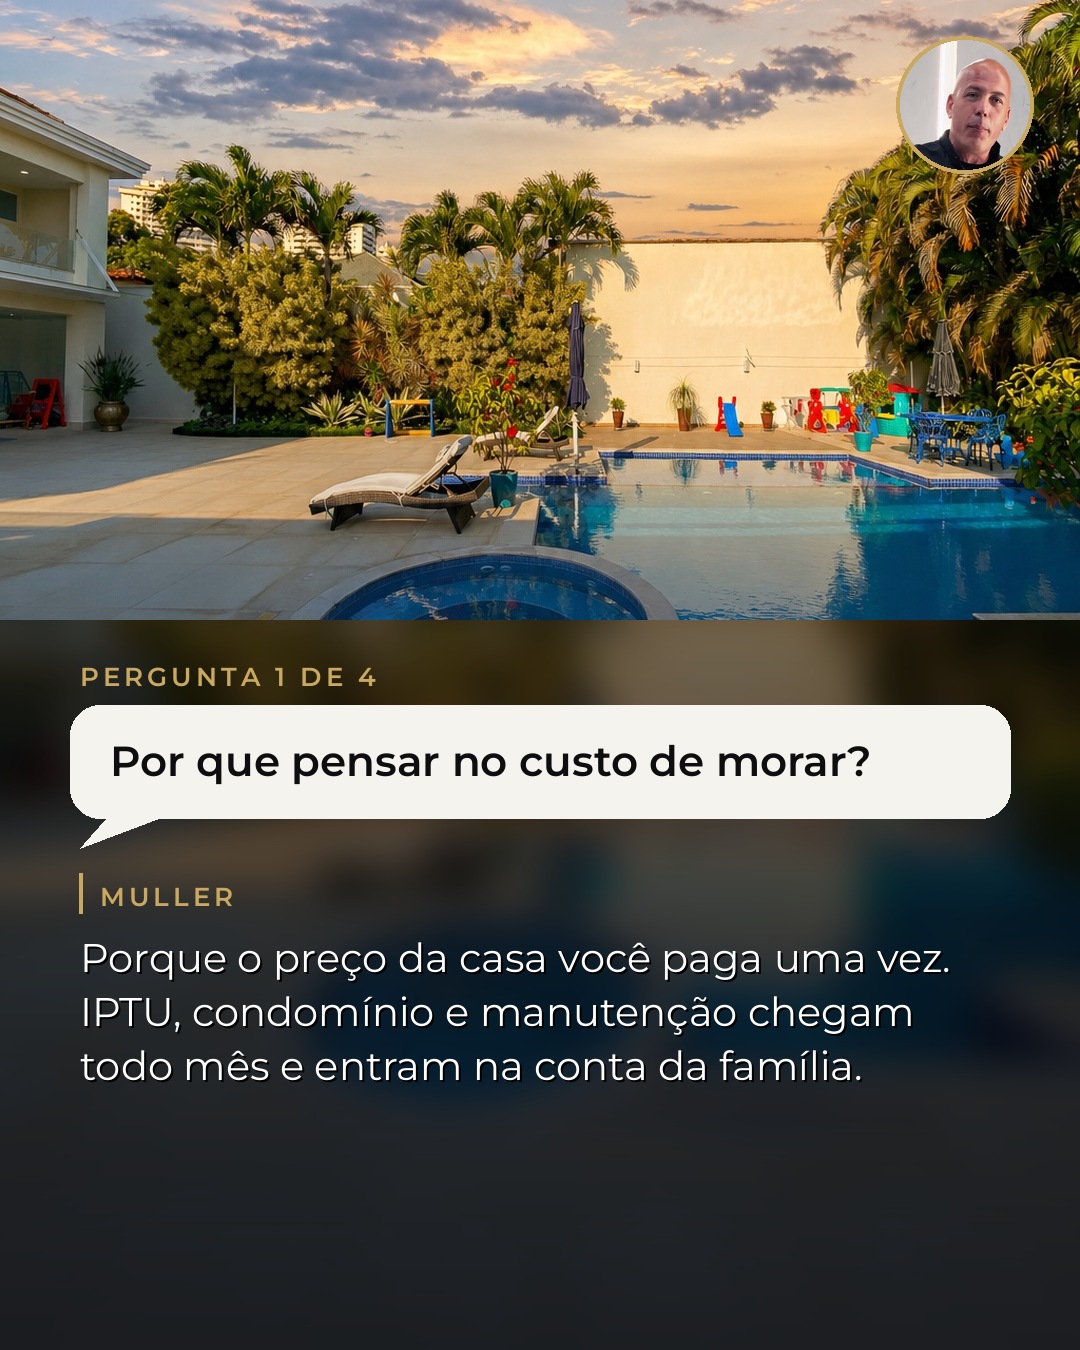 PERGUNTA 1 DE 4
Por que pensar no custo de morar?
MULLER
Porque o preço da casa você paga uma vez.
IPTU, condomínio e manutenção chegam
todo mês e entram na conta da família.